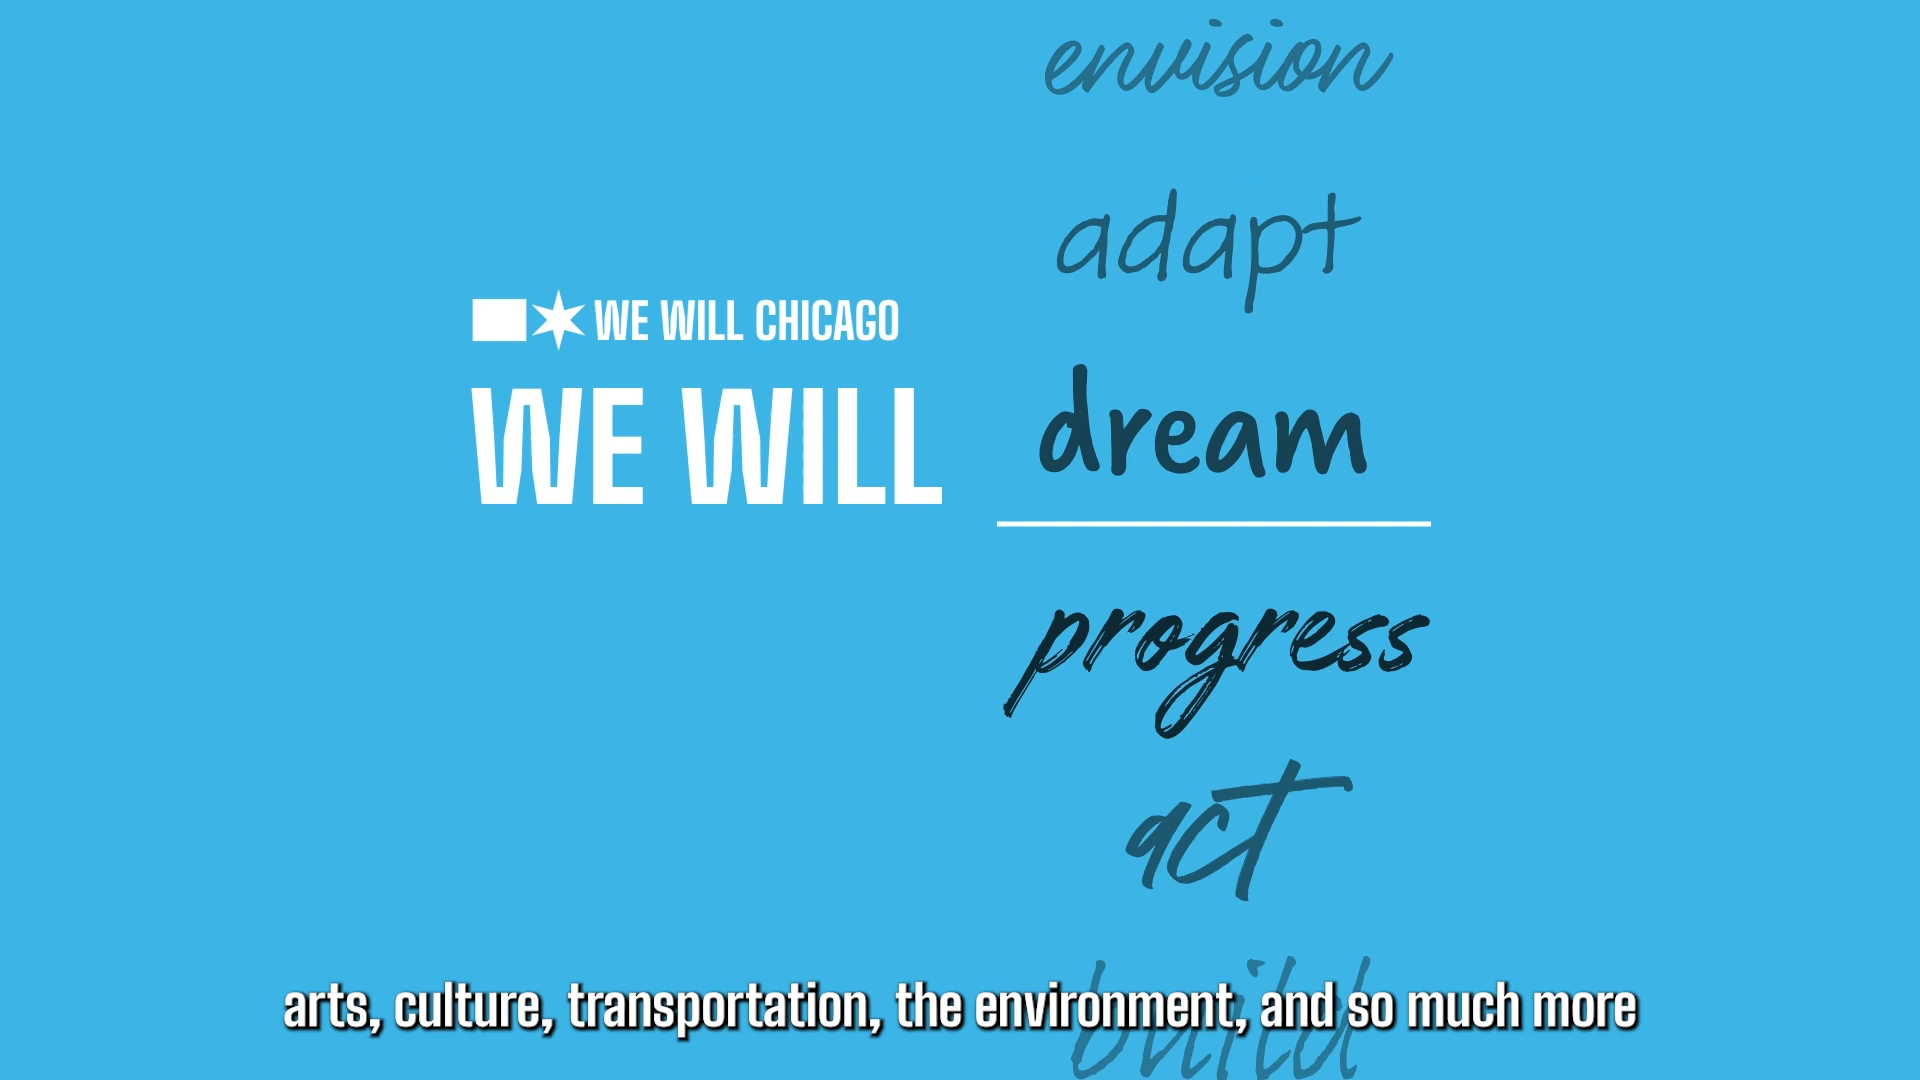 envision
adapt
WE WILL CHICAGO
WE WILL
dream
progress
act
build
arts, culture, transportation, the environment, and so much more